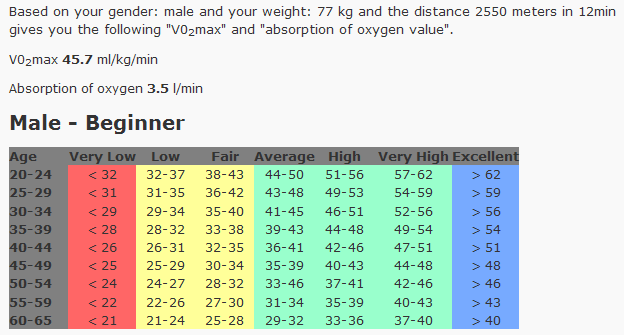 Based on your gender: male and your weight: 77 kg and the distance 2550 meters in 12min
gives you the following "VO2max" and "absorption of oxygen value".
VO2max 45.7 ml/kg/min
Absorption of oxygen 3.5 l/min
Male - Beginner
Age Very Low Low Fair Average High Very High Excellent
20-24 < 32 32-37 38-43 44-50 51-56 57-62 > 62
25-29 < 31 31-35 36-42 43-48 49-53 54-59 > 59
30-34 < 29 29-34 35-40 41-45 46-51 52-56 > 56
35-39 < 28 28-32 33-38 39-43 44-48 49-54 > 54
40-44 < 26 26-31 32-35 36-41 42-46 47-51 > 51
45-49 < 25 25-29 30-34 35-39 40-43 44-48 > 48
50-54 < 24 24-27 28-32 33-46 37-41 42-46 > 46
55-59 < 22 22-26 27-30 31-34 35-39 40-43 > 43
60-65 < 21 21-24 25-28 29-32 33-36 37-40 > 40